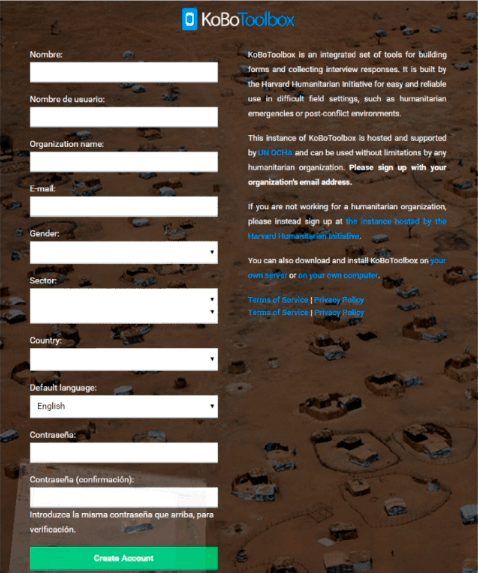 KoBoToolbox
Nombre:
Nombre de usuario:
Organization name:
E-mail:
Gender:
Sector:
Country:
Default language:
English
Contraseña:
Contraseña (confirmación):
Introduzca la misma contraseña que arriba, para
verificación.
Create Account
KoBoToolbox is an integrated set of tools for building
forms and collecting interview responses. It is built by
the Harvard Humanitarian Initiative for easy and reliable
use in difficult field settings, such as humanitarian
emergencies or post-conflict environments.
This instance of KoBoToolbox is hosted and supported
by UN OCHA and can be used without limitations by any
humanitarian organization. Please sign up with your
organization's email address.
If you are not working for a humanitarian organization,
please instead sign up at the instance hosted by the
Harvard Humanitarian Initiative.
You can also download and install KoBoToolbox on your
own server or on your own computer.
Terms of Service | Privacy Policy
Terms of Service | Privacy Policy